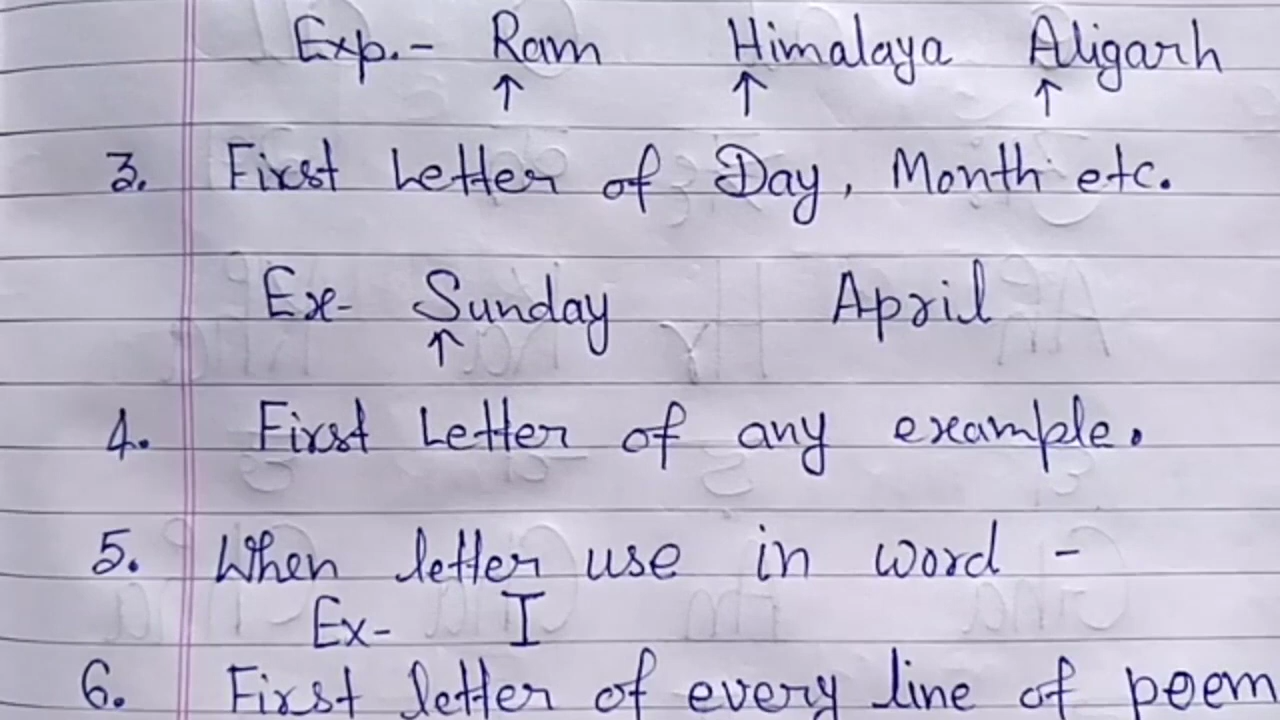 Exp.- Ram Himalaya Aligarh
↑ ↑ ↑
3. First Letter of Day, Month etc.
Ex- Sunday April
↑
4. First Letter of any example.
5. When letter use in word -
Ex- I
6. First letter of every line of poem